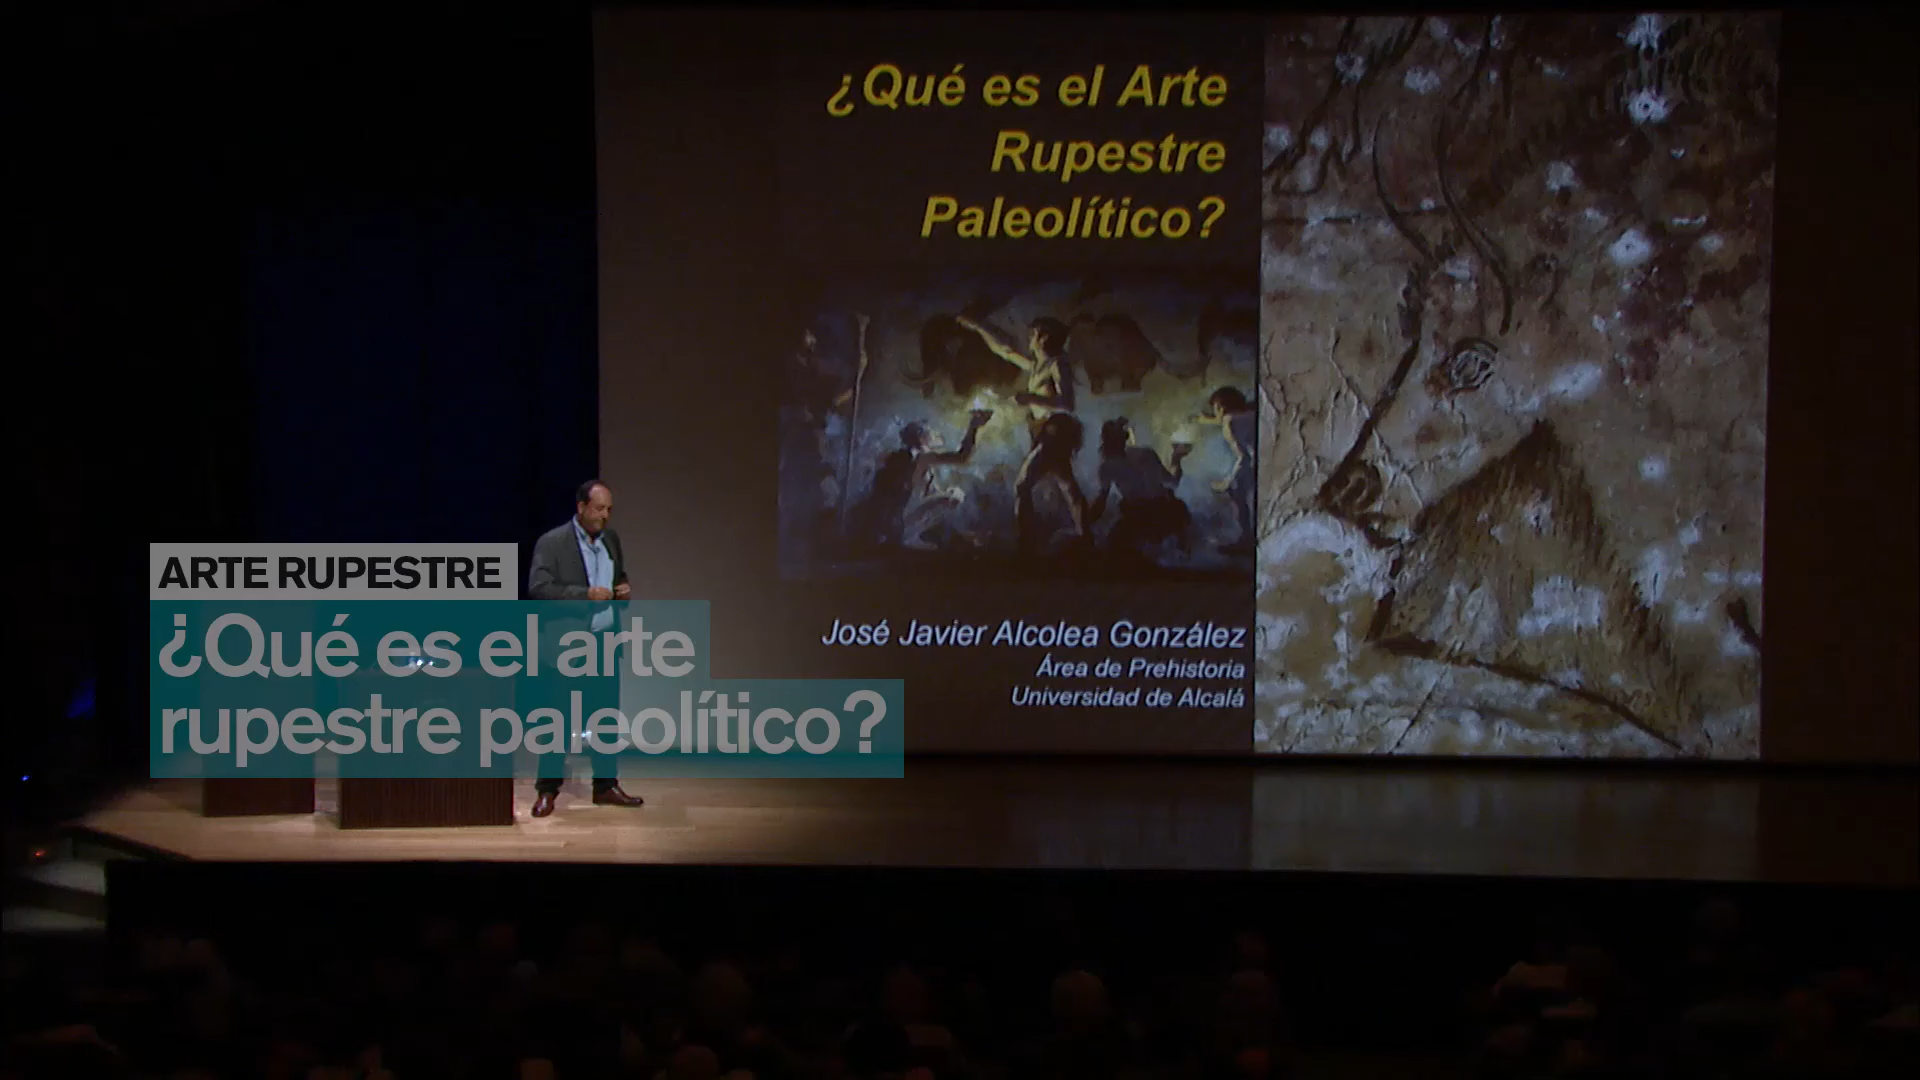 ¿Qué es el Arte
Rupestre
Paleolítico?
José Javier Alcolea González
Área de Prehistoria
Universidad de Alcalá
ARTE RUPESTRE
¿Qué es el arte
rupestre paleolítico?